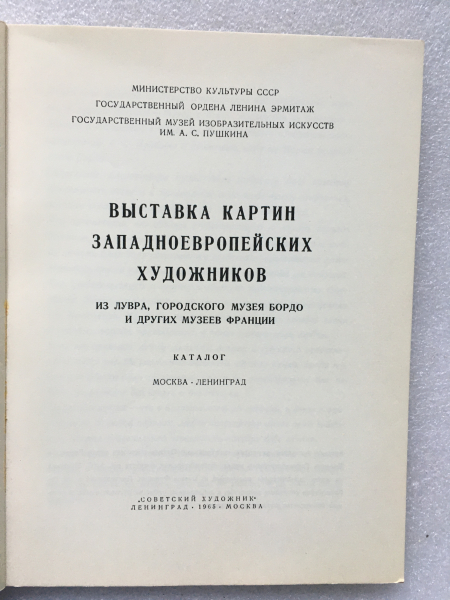 МИНИСТЕРСТВО КУЛЬТУРЫ СССР
ГОСУДАРСТВЕННЫЙ ОРДЕНА ЛЕНИНА ЭРМИТАЖ
ГОСУДАРСТВЕННЫЙ МУЗЕЙ ИЗОБРАЗИТЕЛЬНЫХ ИСКУССТВ
ИМ. А. С. ПУШКИНА
ВЫСТАВКА КАРТИН
ЗАПАДНОЕВРОПЕЙСКИХ
ХУДОЖНИКОВ
ИЗ ЛУВРА, ГОРОДСКОГО МУЗЕЯ БОРДО
И ДРУГИХ МУЗЕЕВ ФРАНЦИИ
КАТАЛОГ
МОСКВА - ЛЕНИНГРАД
„СОВЕТСКИЙ ХУДОЖНИК"
ЛЕНИНГРАД · 1963 · МОСКВА